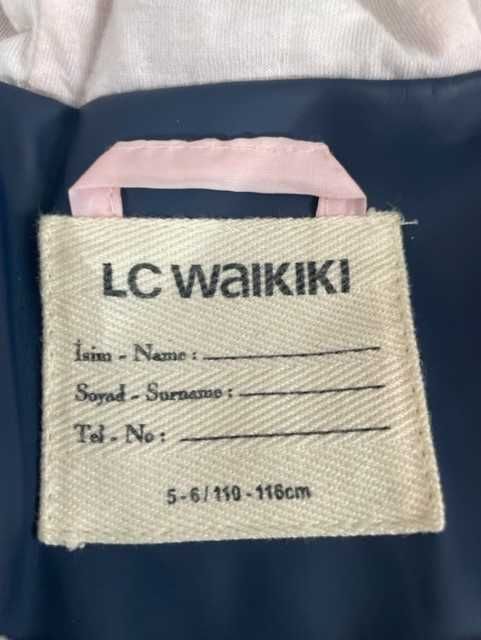 LC WAIKIKI
İsim - Name :
Soyad - Surname :
Tel - No :
5-6/110-116cm